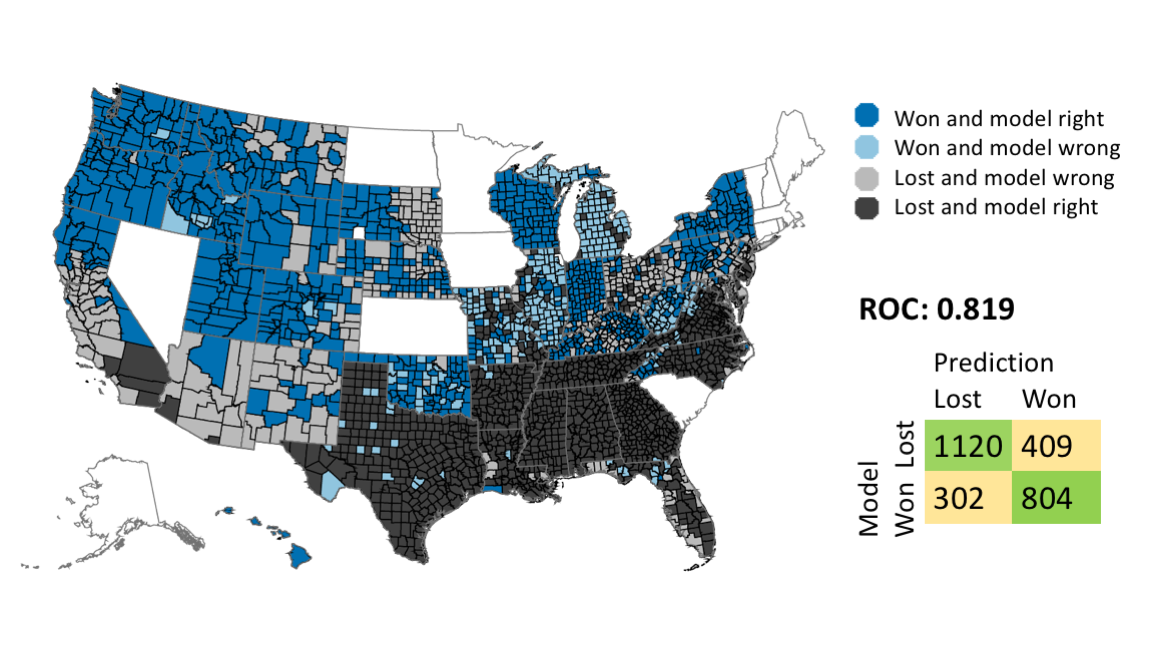 Won and model right
Won and model wrong
Lost and model wrong
Lost and model right
ROC: 0.819
Prediction
Lost Won
Model
Lost
1120 409
Won
302 804